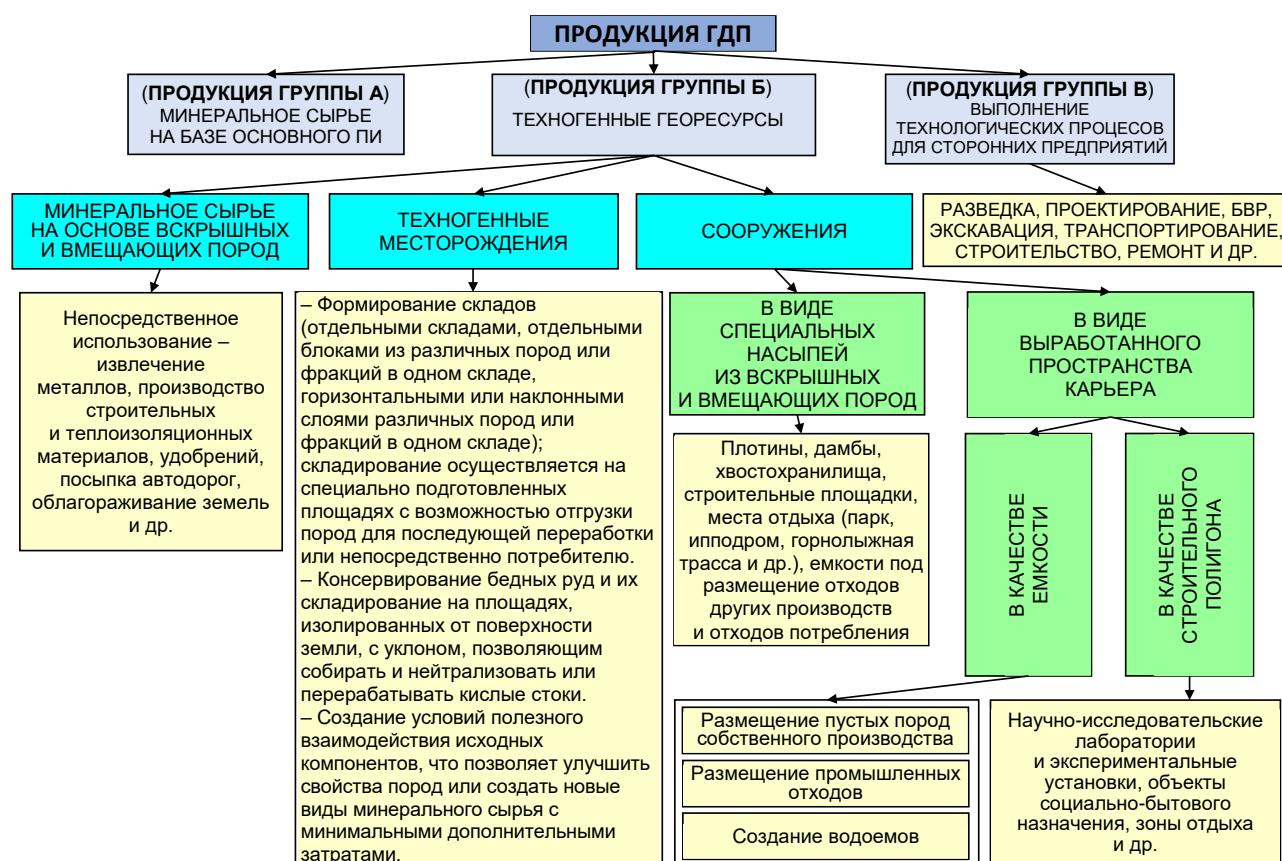 ПРОДУКЦИЯ ГДП
(ПРОДУКЦИЯ ГРУППЫ А)
МИНЕРАЛЬНОЕ СЫРЬЕ
НА БАЗЕ ОСНОВНОГО ПИ
(ПРОДУКЦИЯ ГРУППЫ Б)
ТЕХНОГЕННЫЕ ГЕОРЕСУРСЫ
(ПРОДУКЦИЯ ГРУППЫ В)
ВЫПОЛНЕНИЕ
ТЕХНОЛОГИЧЕСКИХ ПРОЦЕССОВ
ДЛЯ СТОРОННИХ ПРЕДПРИЯТИЙ
МИНЕРАЛЬНОЕ СЫРЬЕ
НА ОСНОВЕ ВСКРЫШНЫХ
И ВМЕЩАЮЩИХ ПОРОД
ТЕХНОГЕННЫЕ
МЕСТОРОЖДЕНИЯ
СООРУЖЕНИЯ
РАЗВЕДКА, ПРОЕКТИРОВАНИЕ, БВР,
ЭКСКАВАЦИЯ, ТРАНСПОРТИРОВАНИЕ,
СТРОИТЕЛЬСТВО, РЕМОНТ И ДР.
Непосредственное
использование –
извлечение
металлов, производство
строительных
и теплоизоляционных
материалов, удобрений,
посыпка автодорог,
облагораживание земель
и др.
– Формирование складов
(отдельными складами, отдельными
блоками из различных пород или
фракций в одном складе,
горизонтальными или наклонными
слоями различных пород или
фракций в одном складе);
складирование осуществляется на
специально подготовленных
площадях с возможностью отгрузки
пород для последующей переработки
или непосредственно потребителю.
– Консервирование бедных руд и их
складирование на площадях,
изолированных от поверхности
земли, с уклоном, позволяющим
собирать и нейтрализовать или
перерабатывать кислые стоки.
– Создание условий полезного
взаимодействия исходных
компонентов, что позволяет улучшить
свойства пород или создать новые
виды минерального сырья с
минимальными дополнительными
затратами.
В ВИДЕ
СПЕЦИАЛЬНЫХ
НАСЫПЕЙ
ИЗ ВСКРЫШНЫХ
И ВМЕЩАЮЩИХ ПОРОД
В ВИДЕ
ВЫРАБОТАННОГО
ПРОСТРАНСТВА
КАРЬЕРА
Плотины, дамбы,
хвостохранилища,
строительные площадки,
места отдыха (парк,
ипподром, горнолыжная
трасса и др.), емкости под
размещение отходов
других производств
и отходов потребления
В КАЧЕСТВЕ
ЕМКОСТИ
В КАЧЕСТВЕ
СТРОИТЕЛЬНОГО
ПОЛИГОНА
Размещение пустых пород
собственного производства
Размещение промышленных
отходов
Создание водоемов
Научно-исследовательские
лаборатории
и экспериментальные
установки, объекты
социально-бытового
назначения, зоны отдыха
и др.